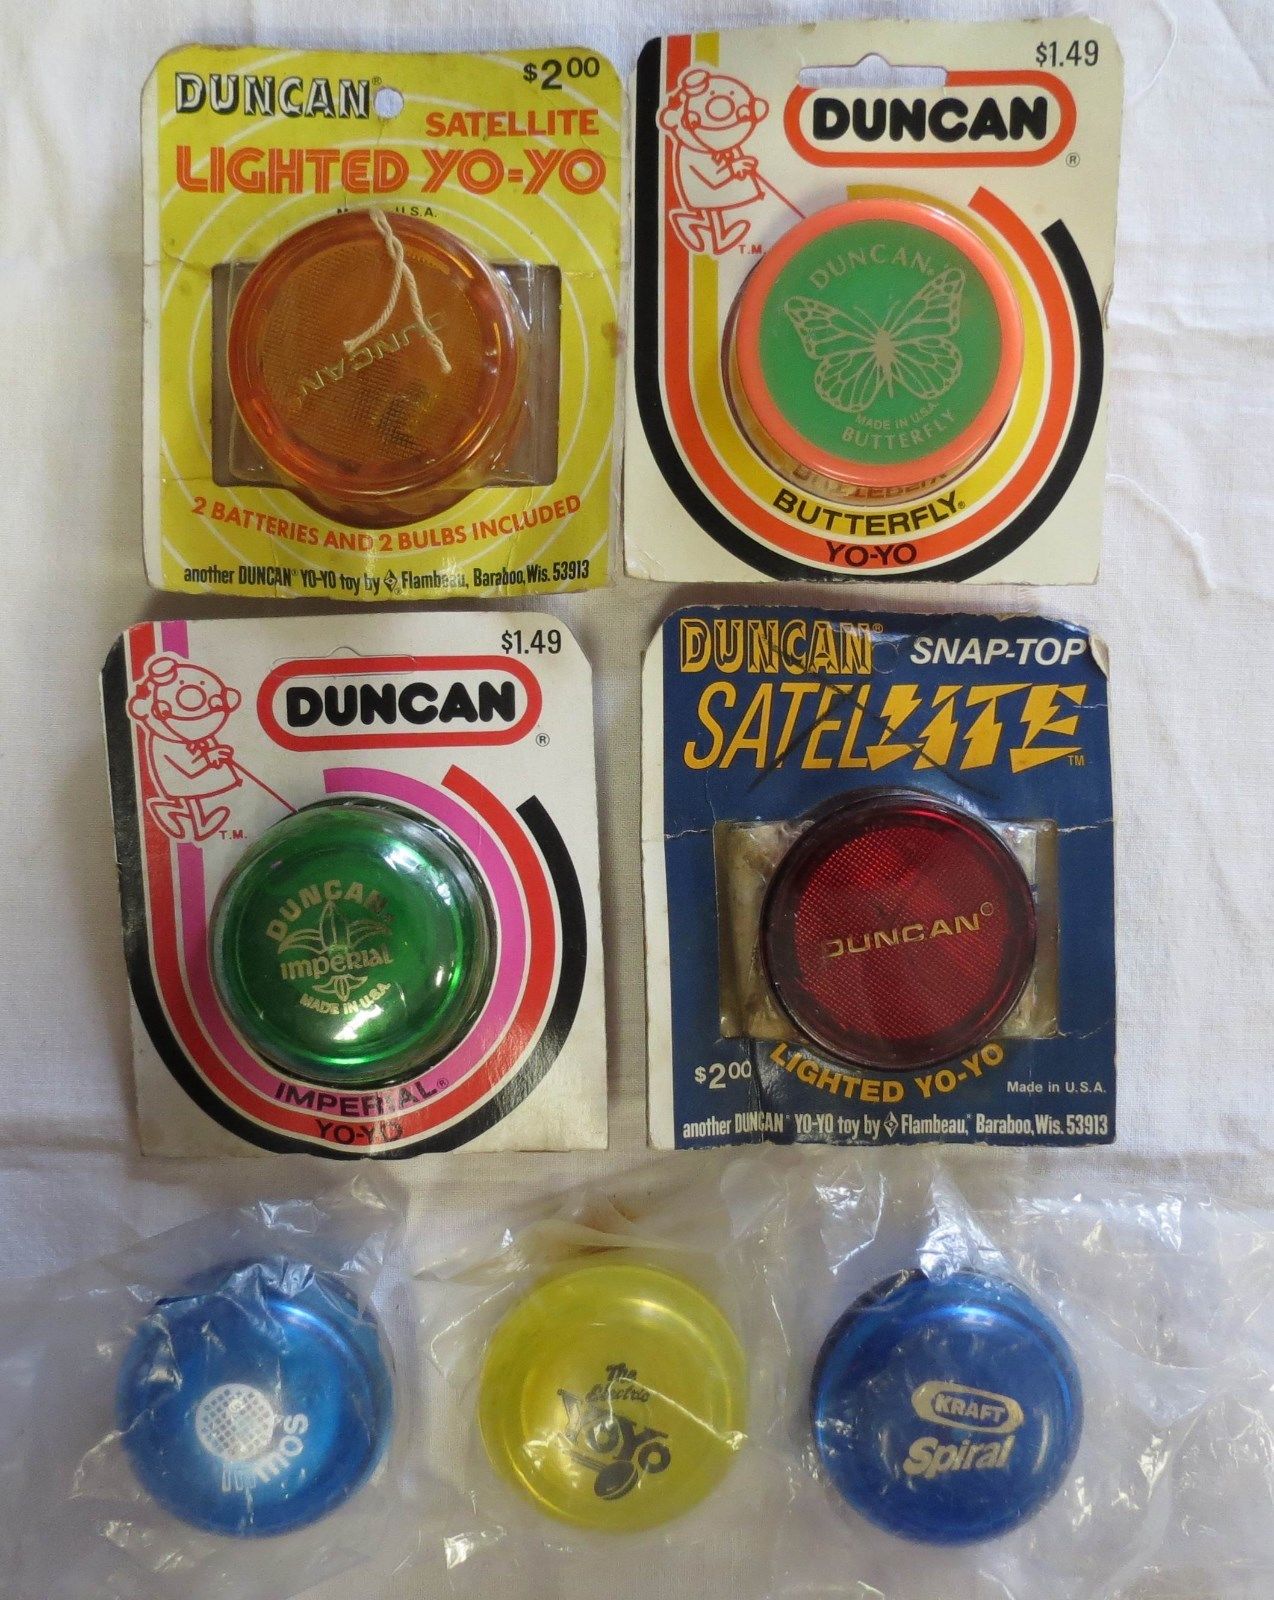 DUNCAN®
$2.00
SATELLITE
LIGHTED YO-YO
U.S.A.
DUNCAN
2 BATTERIES AND 2 BULBS INCLUDED
another DUNCAN® YO-YO toy by Flambeau, Baraboo, Wis. 53913
$1.49
DUNCAN
®
T.M.
DUNCAN®
MADE IN U.S.A.
BUTTERFLY
BUTTERFLY®
YO-YO
$1.49
DUNCAN
®
T.M.
DUNCAN
imperial
MADE IN U.S.A.
IMPERIAL®
YO-YO
DUNCAN® SNAP-TOP
SATELLITE
TM
DUNCAN®
$2.00
LIGHTED YO-YO
Made in U.S.A.
another DUNCAN® YO-YO toy by Flambeau, Baraboo, Wis. 53913
The
Electric
YoYo
KRAFT
Spiral